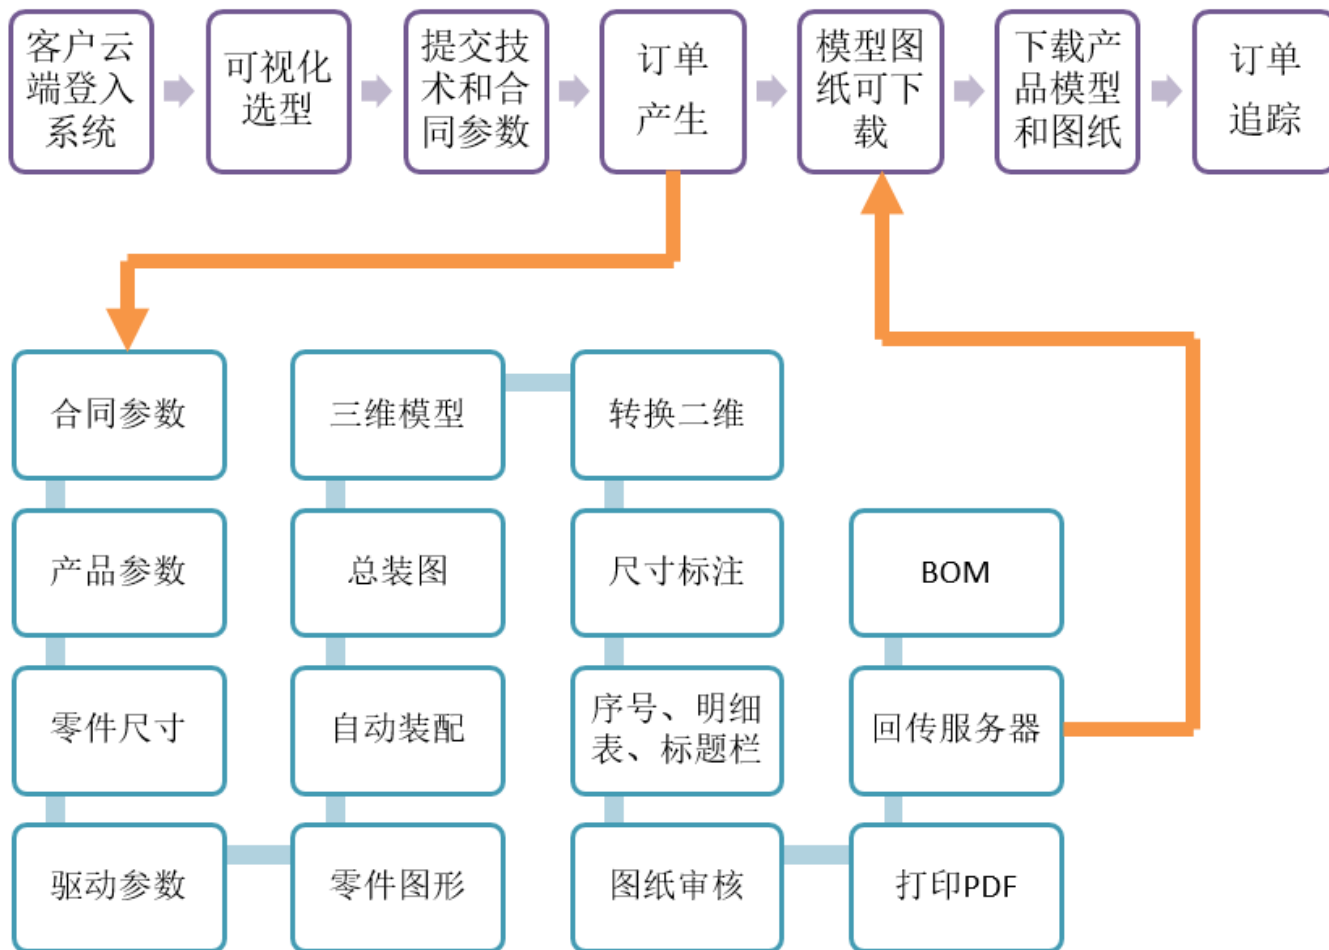 客户云
端登入
系统
可视化
选型
提交技
术和合
同参数
订单
产生
模型图
纸可下
载
下载产
品模型
和图纸
订单
追踪
合同参数
产品参数
零件尺寸
驱动参数
零件图形
自动装配
总装图
三维模型
转换二维
尺寸标注
序号、明细
表、标题栏
图纸审核
打印PDF
回传服务器
BOM